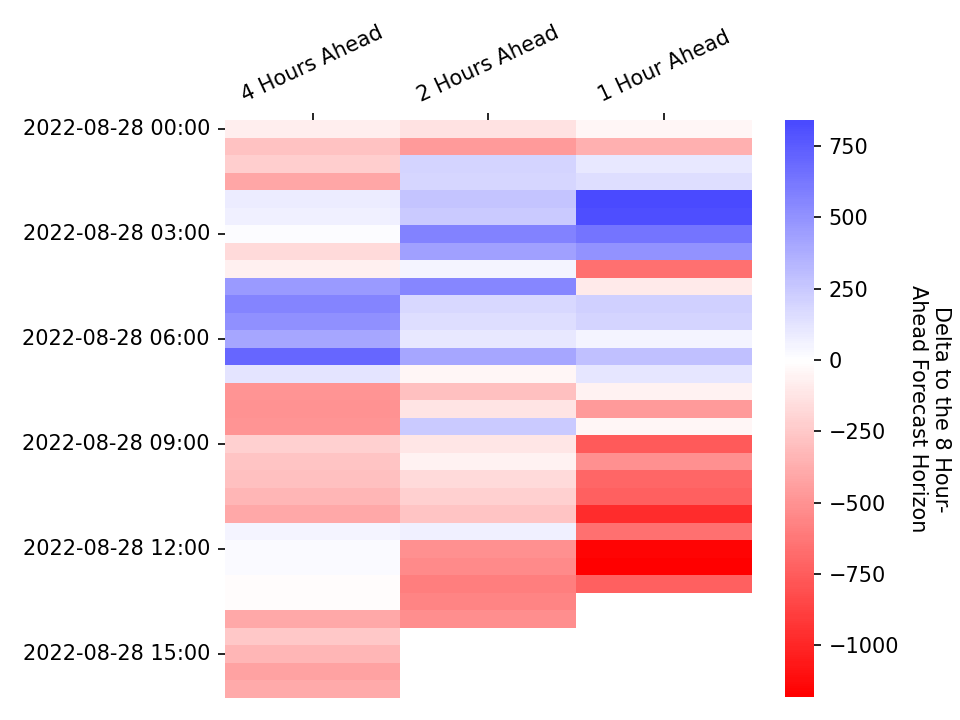 4 Hours Ahead
2 Hours Ahead
1 Hour Ahead
2022-08-28 00:00
2022-08-28 03:00
2022-08-28 06:00
2022-08-28 09:00
2022-08-28 12:00
2022-08-28 15:00
750
500
250
0
−250
−500
−750
−1000
Delta to the 8 Hour-
Ahead Forecast Horizon